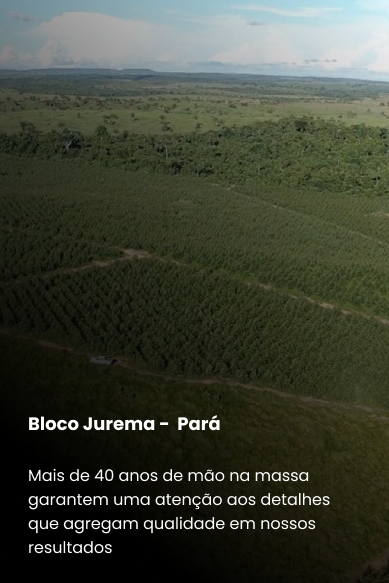 Bloco Jurema - Pará
Mais de 40 anos de mão na massa
garantem uma atenção aos detalhes
que agregam qualidade em nossos
resultados